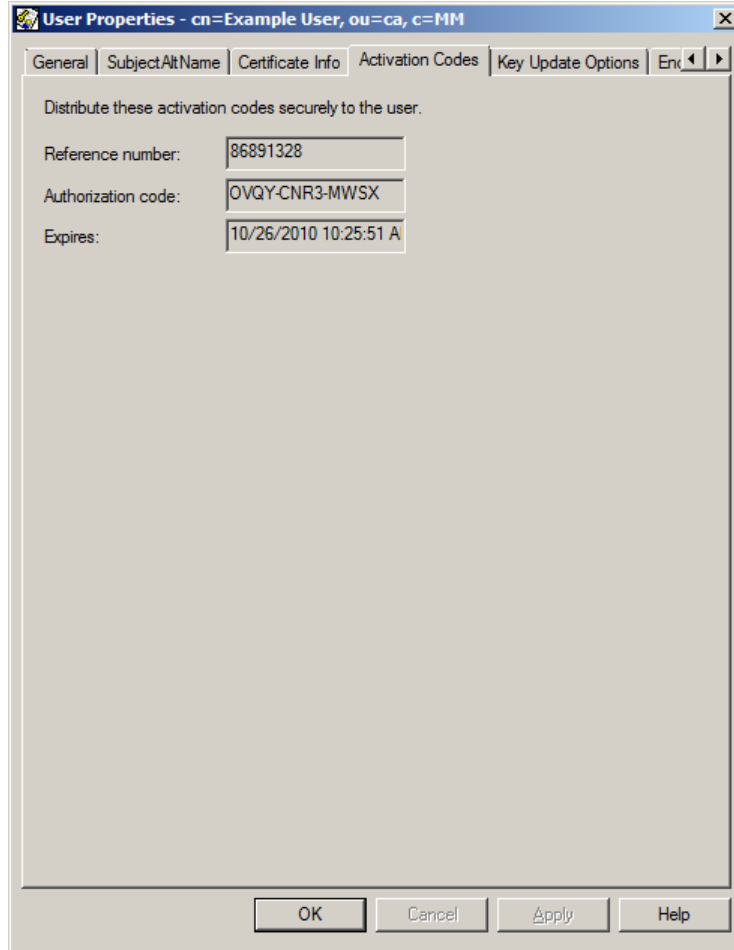 User Properties - cn=Example User, ou=ca, c=MM
General SubjectAltName Certificate Info Activation Codes Key Update Options
Distribute these activation codes securely to the user.
Reference number: 86891328
Authorization code: OVQY-CNR3-MWSX
Expires: 10/26/2010 10:25:51 A
OK Cancel Apply Help